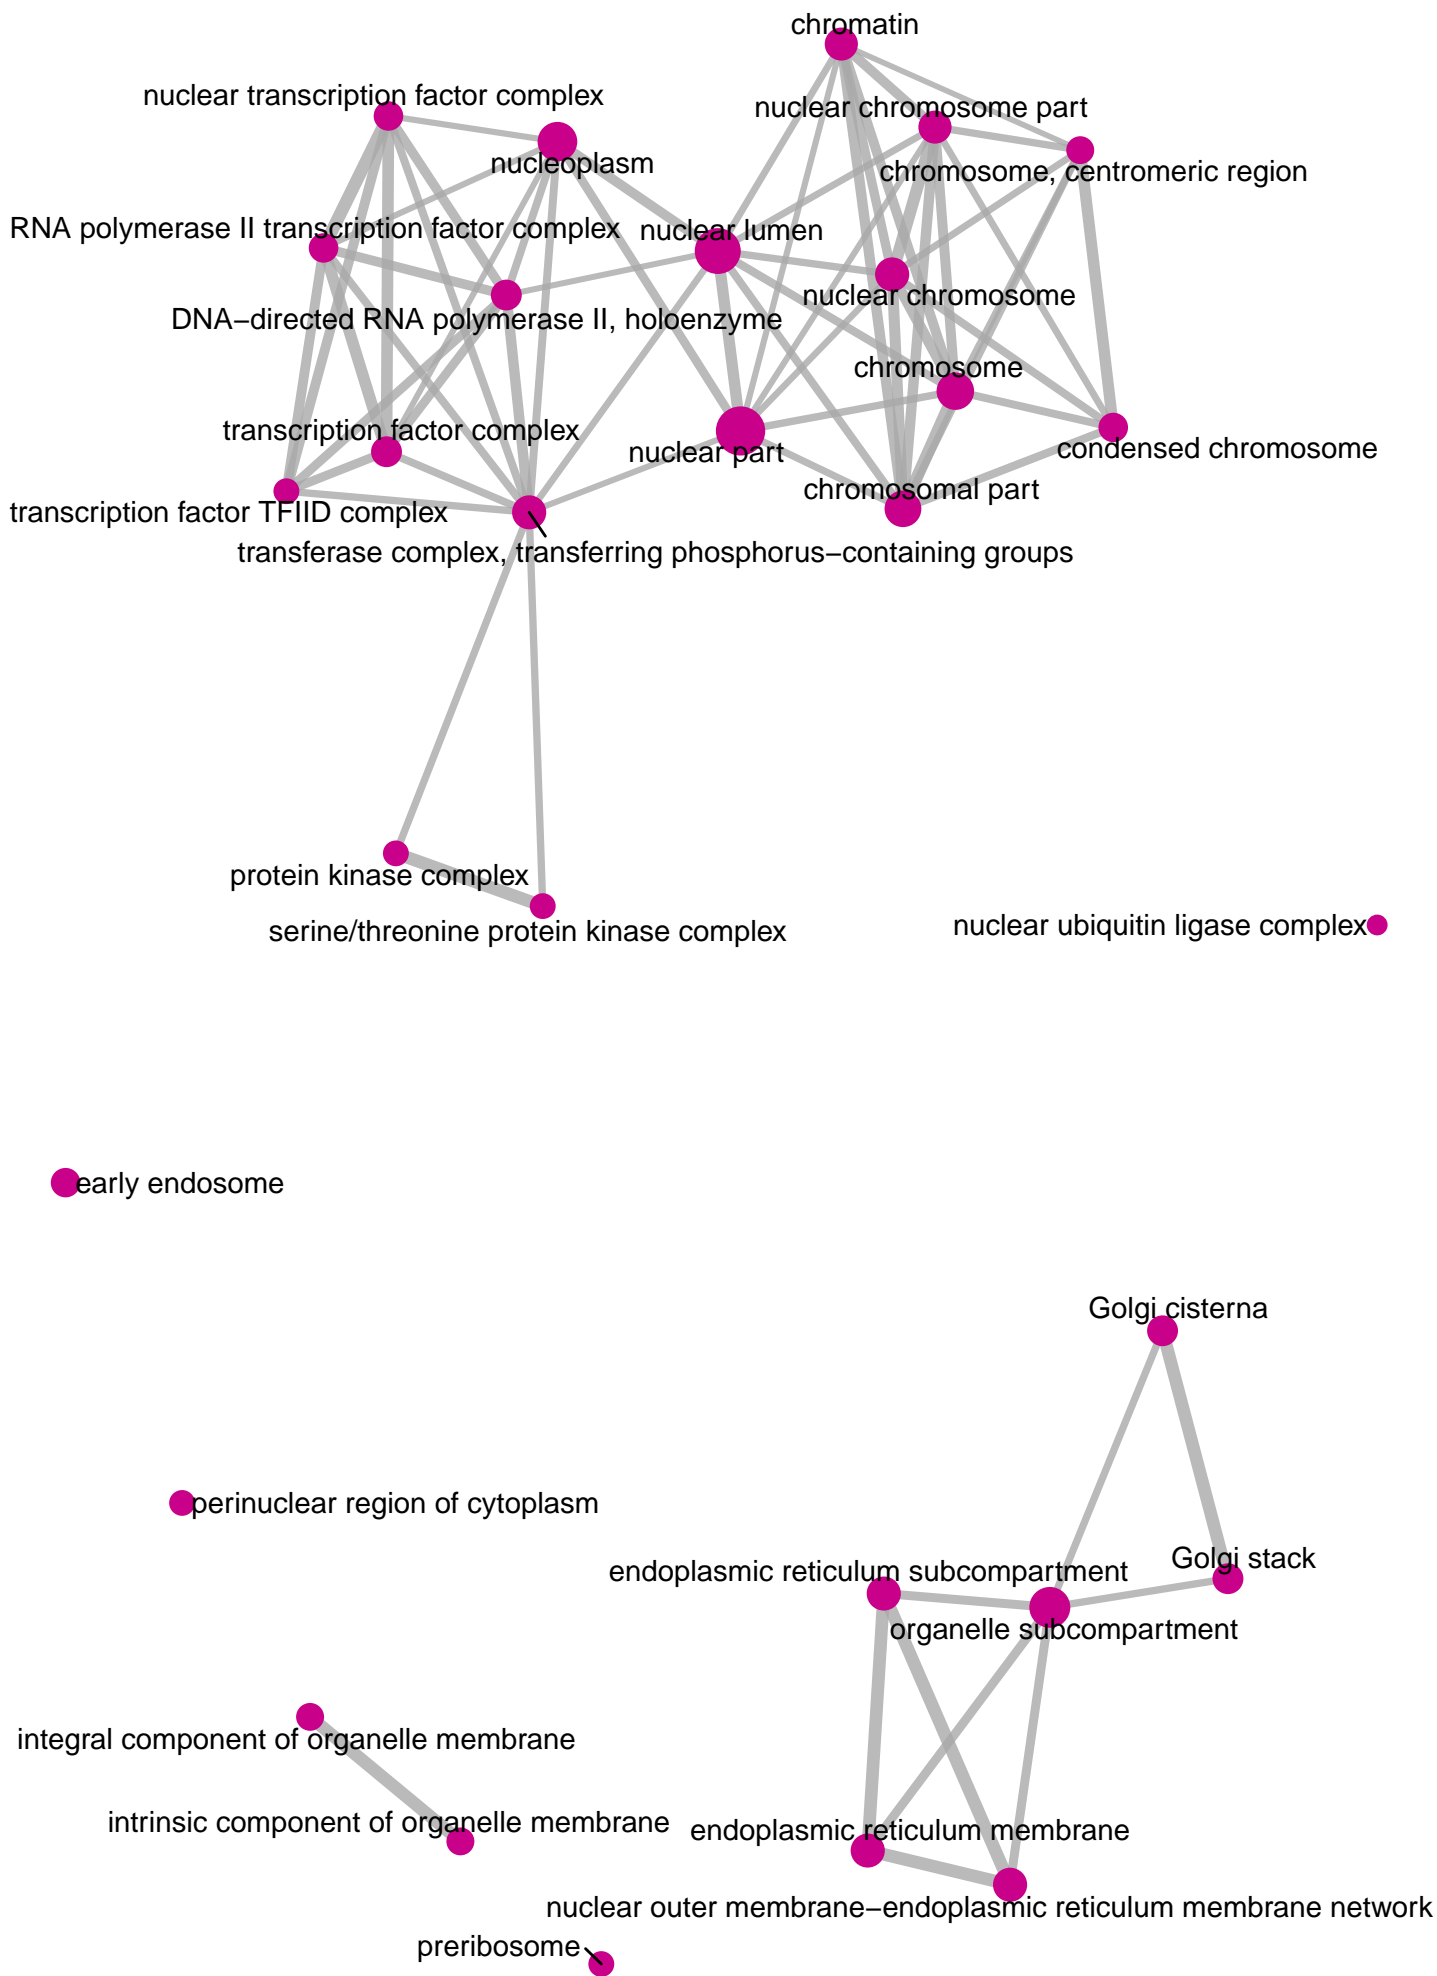 chromatin
nuclear transcription factor complex
nuclear chromosome part
nucleoplasm
chromosome, centromeric region
RNA polymerase II transcription factor complex
nuclear lumen
nuclear chromosome
DNA−directed RNA polymerase II, holoenzyme
chromosome
transcription factor complex
nuclear part
condensed chromosome
chromosomal part
transcription factor TFIID complex
transferase complex, transferring phosphorus−containing groups
protein kinase complex
serine/threonine protein kinase complex
nuclear ubiquitin ligase complex
early endosome
Golgi cisterna
perinuclear region of cytoplasm
Golgi stack
endoplasmic reticulum subcompartment
organelle subcompartment
integral component of organelle membrane
intrinsic component of organelle membrane
endoplasmic reticulum membrane
nuclear outer membrane−endoplasmic reticulum membrane network
preribosome